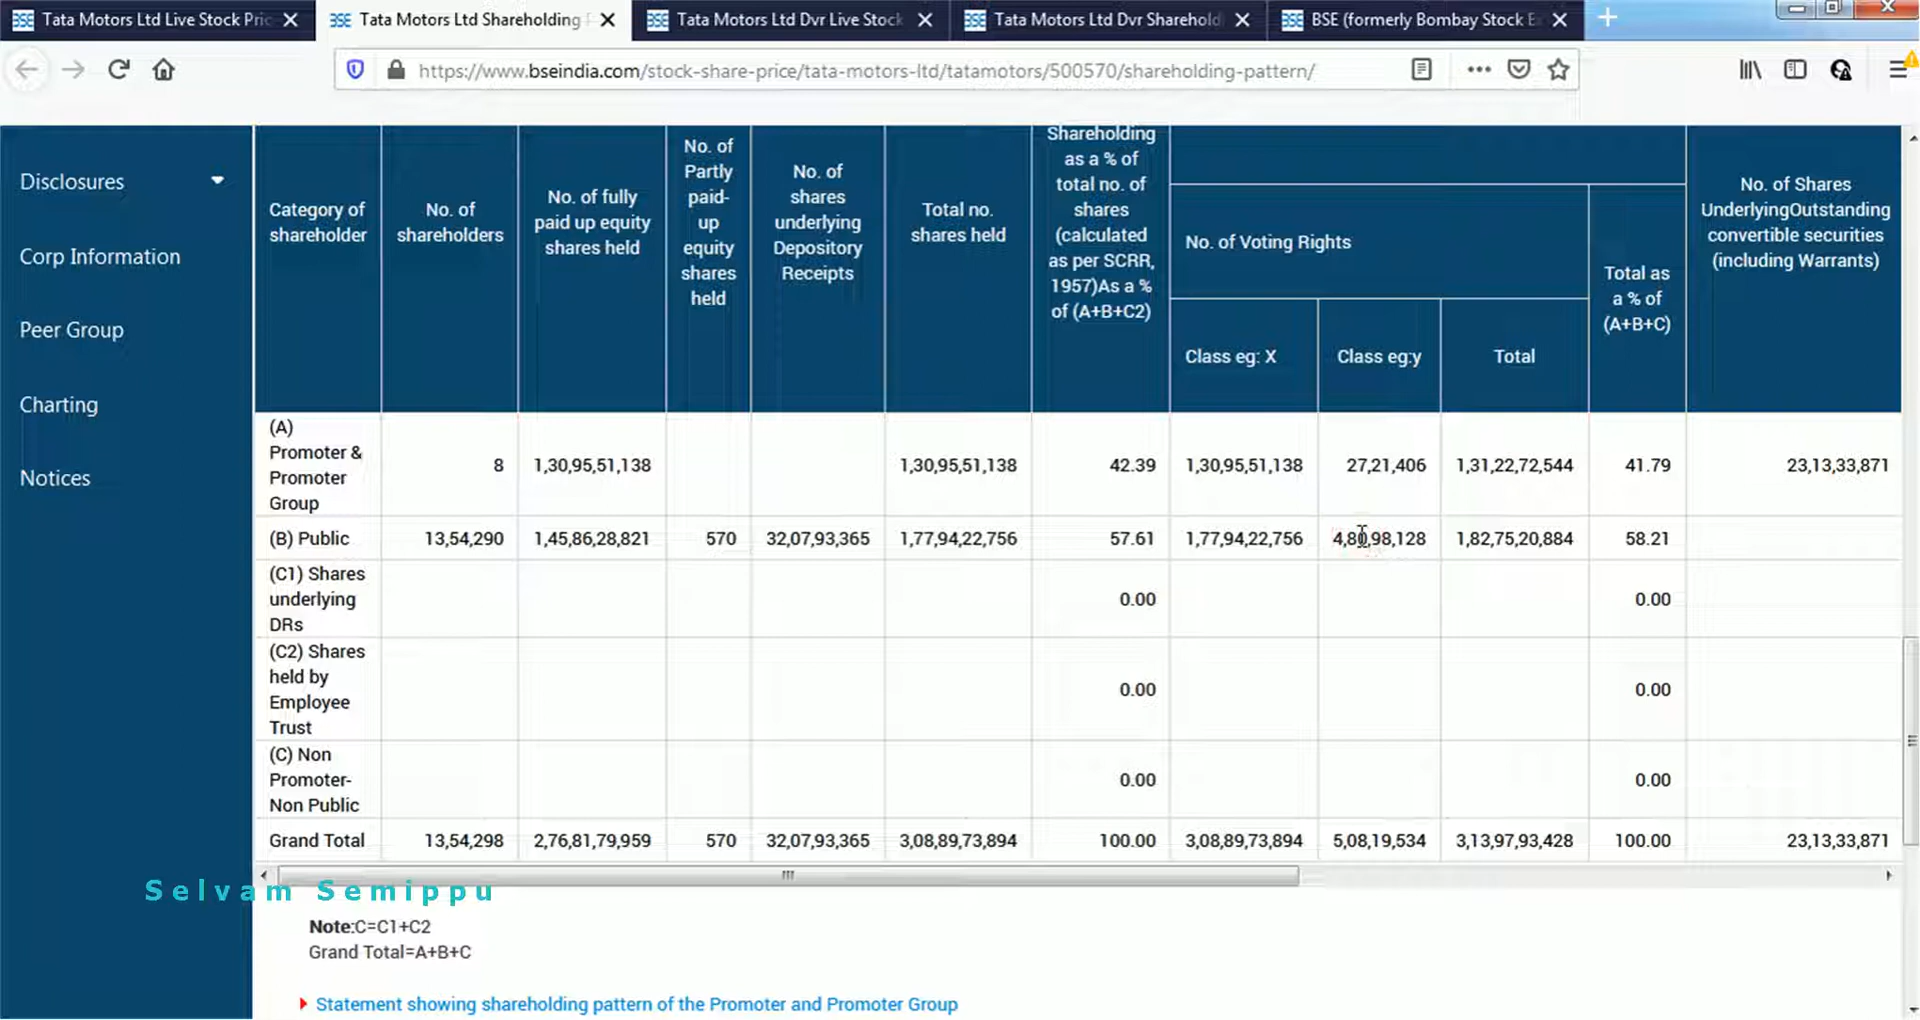 Tata Motors Ltd Live Stock Pric
Tata Motors Ltd Shareholding
Tata Motors Ltd Dvr Live Stock
Tata Motors Ltd Dvr Sharehold
BSE (formerly Bombay Stock E
https://www.bseindia.com/stock-share-price/tata-motors-ltd/tatamotors/500570/shareholding-pattern/
Disclosures
Corp Information
Peer Group
Charting
Notices
Category of
shareholder
No. of
shareholders
No. of fully
paid up equity
shares held
No. of
Partly
paid-
up
equity
shares
held
No. of
shares
underlying
Depository
Receipts
Total no.
shares held
Shareholding
as a % of
total no. of
shares
(calculated
as per SCRR,
1957)As a %
of (A+B+C2)
No. of Voting Rights
Class eg: X
Class eg:y
Total
Total as
a % of
(A+B+C)
No. of Shares
UnderlyingOutstanding
convertible securities
(including Warrants)
(A)
Promoter &
Promoter
Group
8 1,30,95,51,138 1,30,95,51,138 42.39 1,30,95,51,138 27,21,406 1,31,22,72,544 41.79 23,13,33,871
(B) Public 13,54,290 1,45,86,28,821 570 32,07,93,365 1,77,94,22,756 57.61 1,77,94,22,756 4,80,98,128 1,82,75,20,884 58.21
(C1) Shares
underlying
DRs
0.00 0.00
(C2) Shares
held by
Employee
Trust
0.00 0.00
(C) Non
Promoter-
Non Public
0.00 0.00
Grand Total 13,54,298 2,76,81,79,959 570 32,07,93,365 3,08,89,73,894 100.00 3,08,89,73,894 5,08,19,534 3,13,97,93,428 100.00 23,13,33,871
Selvam Semippu
Note:C=C1+C2
Grand Total=A+B+C
Statement showing shareholding pattern of the Promoter and Promoter Group